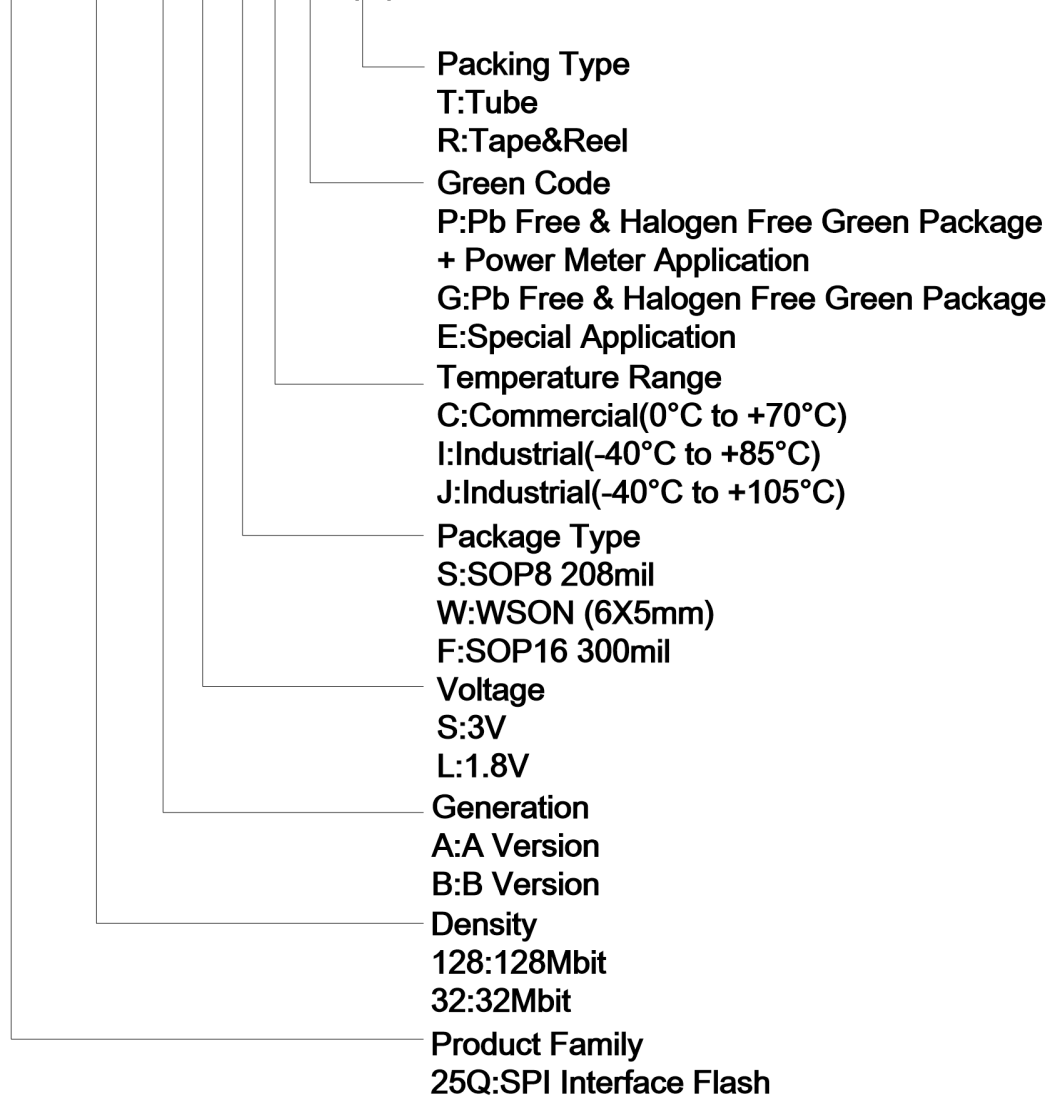 Packing Type
T:Tube
R:Tape&Reel
Green Code
P:Pb Free & Halogen Free Green Package
+ Power Meter Application
G:Pb Free & Halogen Free Green Package
E:Special Application
Temperature Range
C:Commercial(0°C to +70°C)
I:Industrial(-40°C to +85°C)
J:Industrial(-40°C to +105°C)
Package Type
S:SOP8 208mil
W:WSON (6X5mm)
F:SOP16 300mil
Voltage
S:3V
L:1.8V
Generation
A:A Version
B:B Version
Density
128:128Mbit
32:32Mbit
Product Family
25Q:SPI Interface Flash